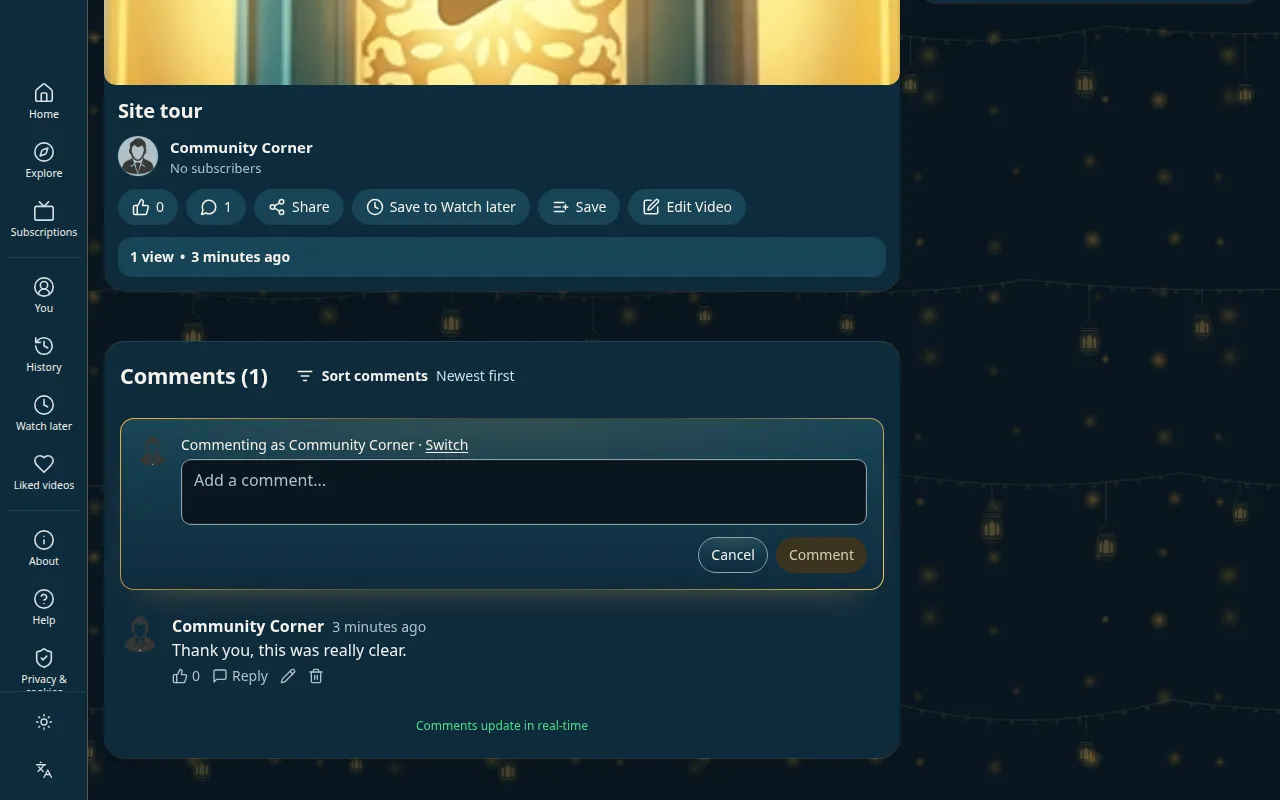 Home
Explore
Subscriptions
You
History
Watch later
Liked videos
About
Help
Privacy &
cookies
Site tour
Community Corner
No subscribers
0 1 Share Save to Watch later Save Edit Video
1 view • 3 minutes ago
Comments (1) Sort comments Newest first
Commenting as Community Corner · Switch
Add a comment...
Cancel Comment
Community Corner 3 minutes ago
Thank you, this was really clear.
0 Reply
Comments update in real-time